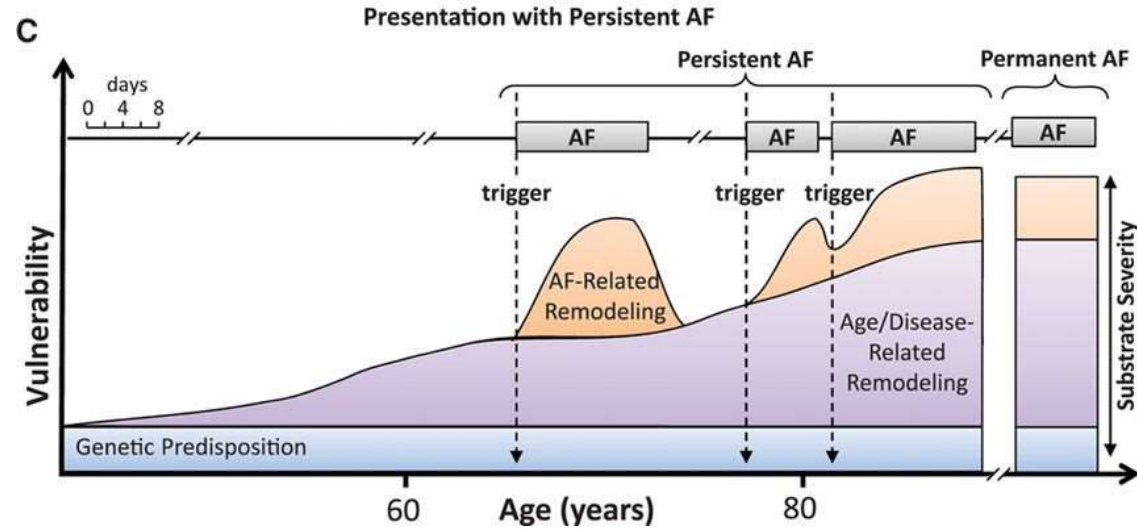 Presentation with Persistent AF
C
Persistent AF
Permanent AF
days
0 4 8
AF
AF
AF
AF
trigger
trigger
trigger
Vulnerability
AF-Related
Remodeling
Age/Disease-
Related
Remodeling
Substrate Severity
Genetic Predisposition
60
Age (years)
80